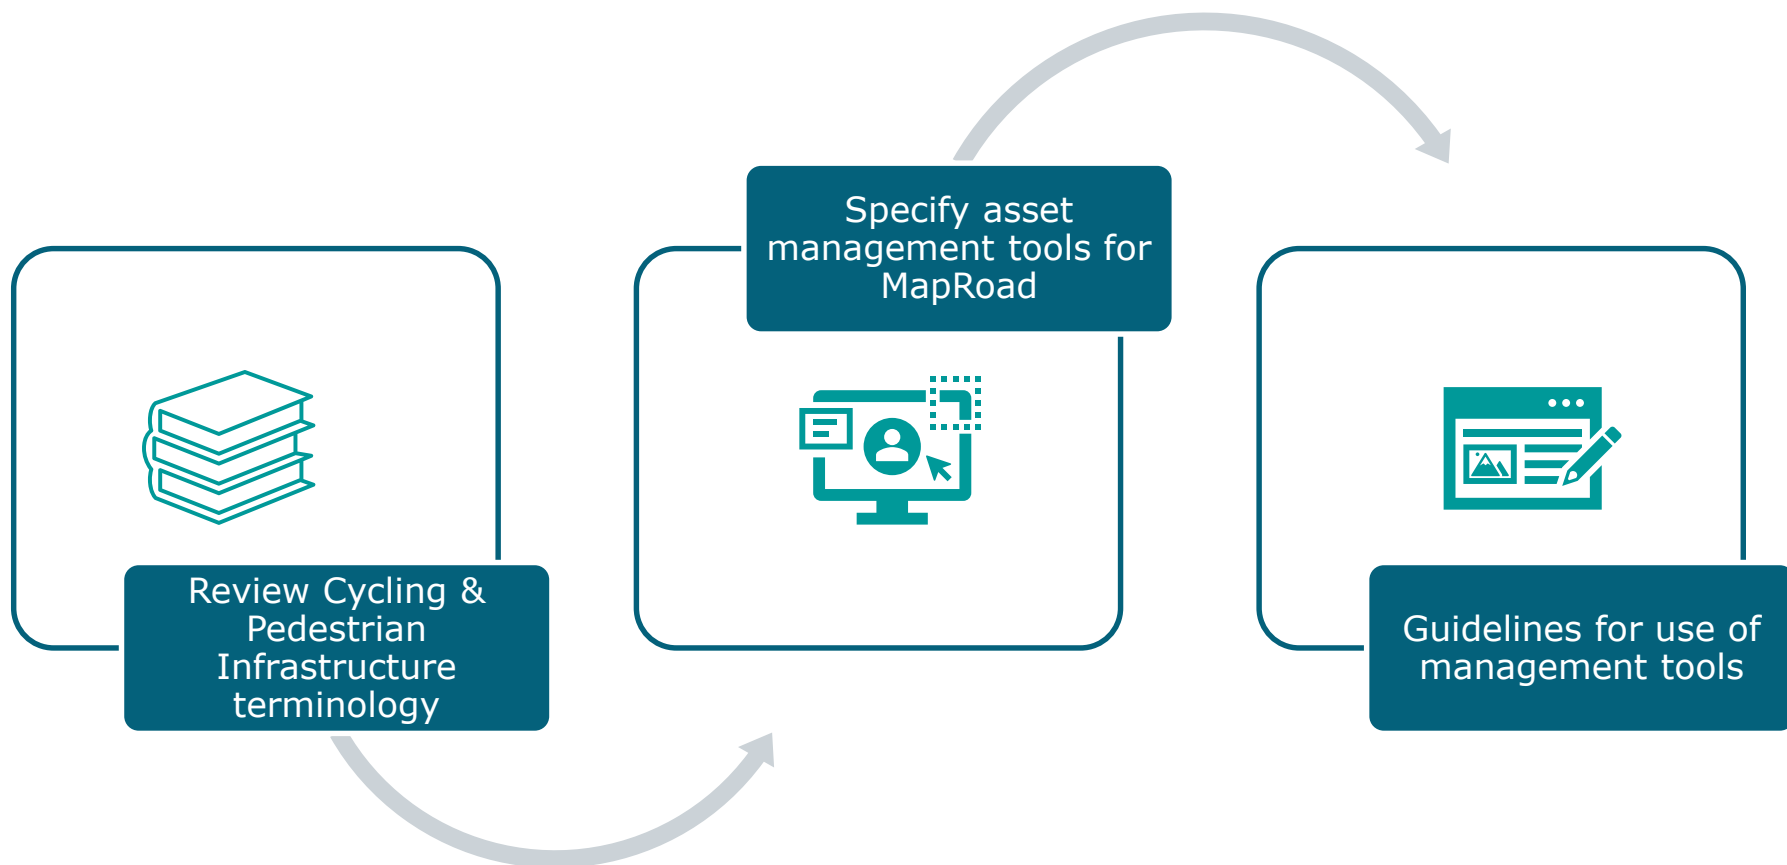 Review Cycling &
Pedestrian
Infrastructure
terminology
Specify asset
management tools for
MapRoad
Guidelines for use of
management tools